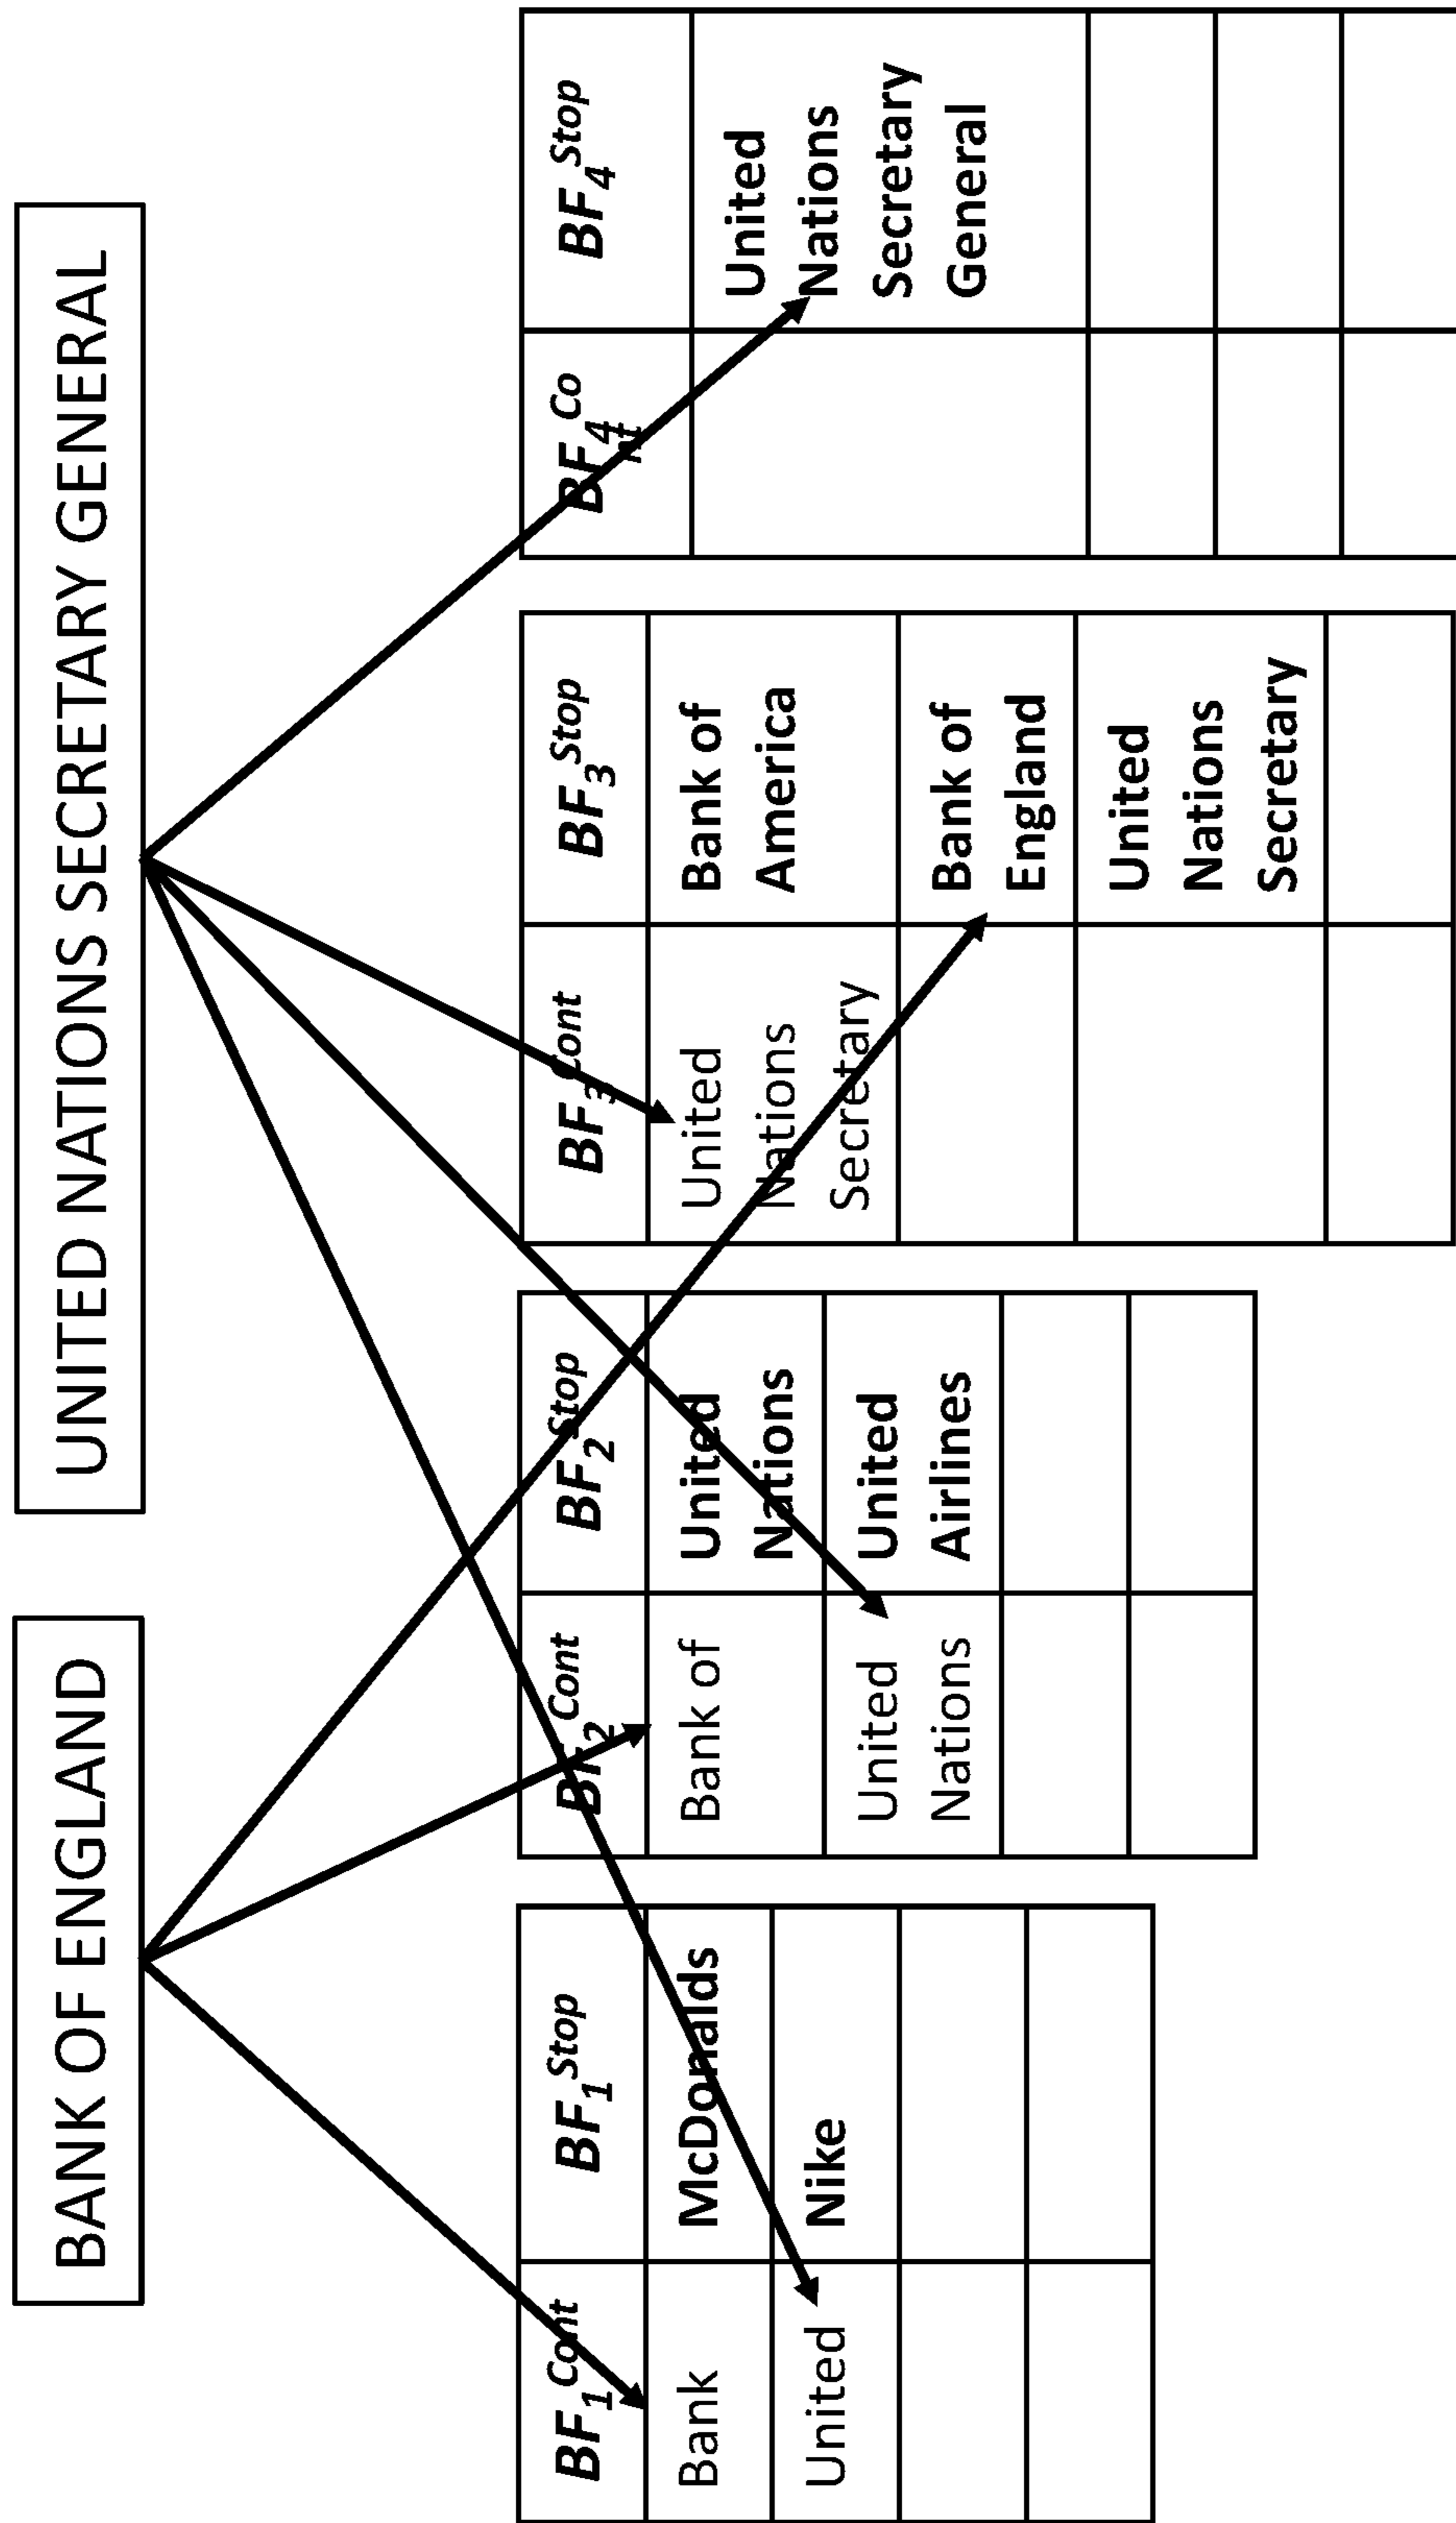 BANK OF ENGLAND
UNITED NATIONS SECRETARY GENERAL
BF1Cont
BF1Stop
Bank
McDonalds
United
Nike
BF2Cont
BF2Stop
Bank of
United
Nations
United
Nations
United
Airlines
BF3Cont
BF3Stop
United
Nations
Secretary
Bank of
America
Bank of
England
United
Nations
Secretary
BF4Co
nt
BF4Stop
United
Nations
Secretary
General